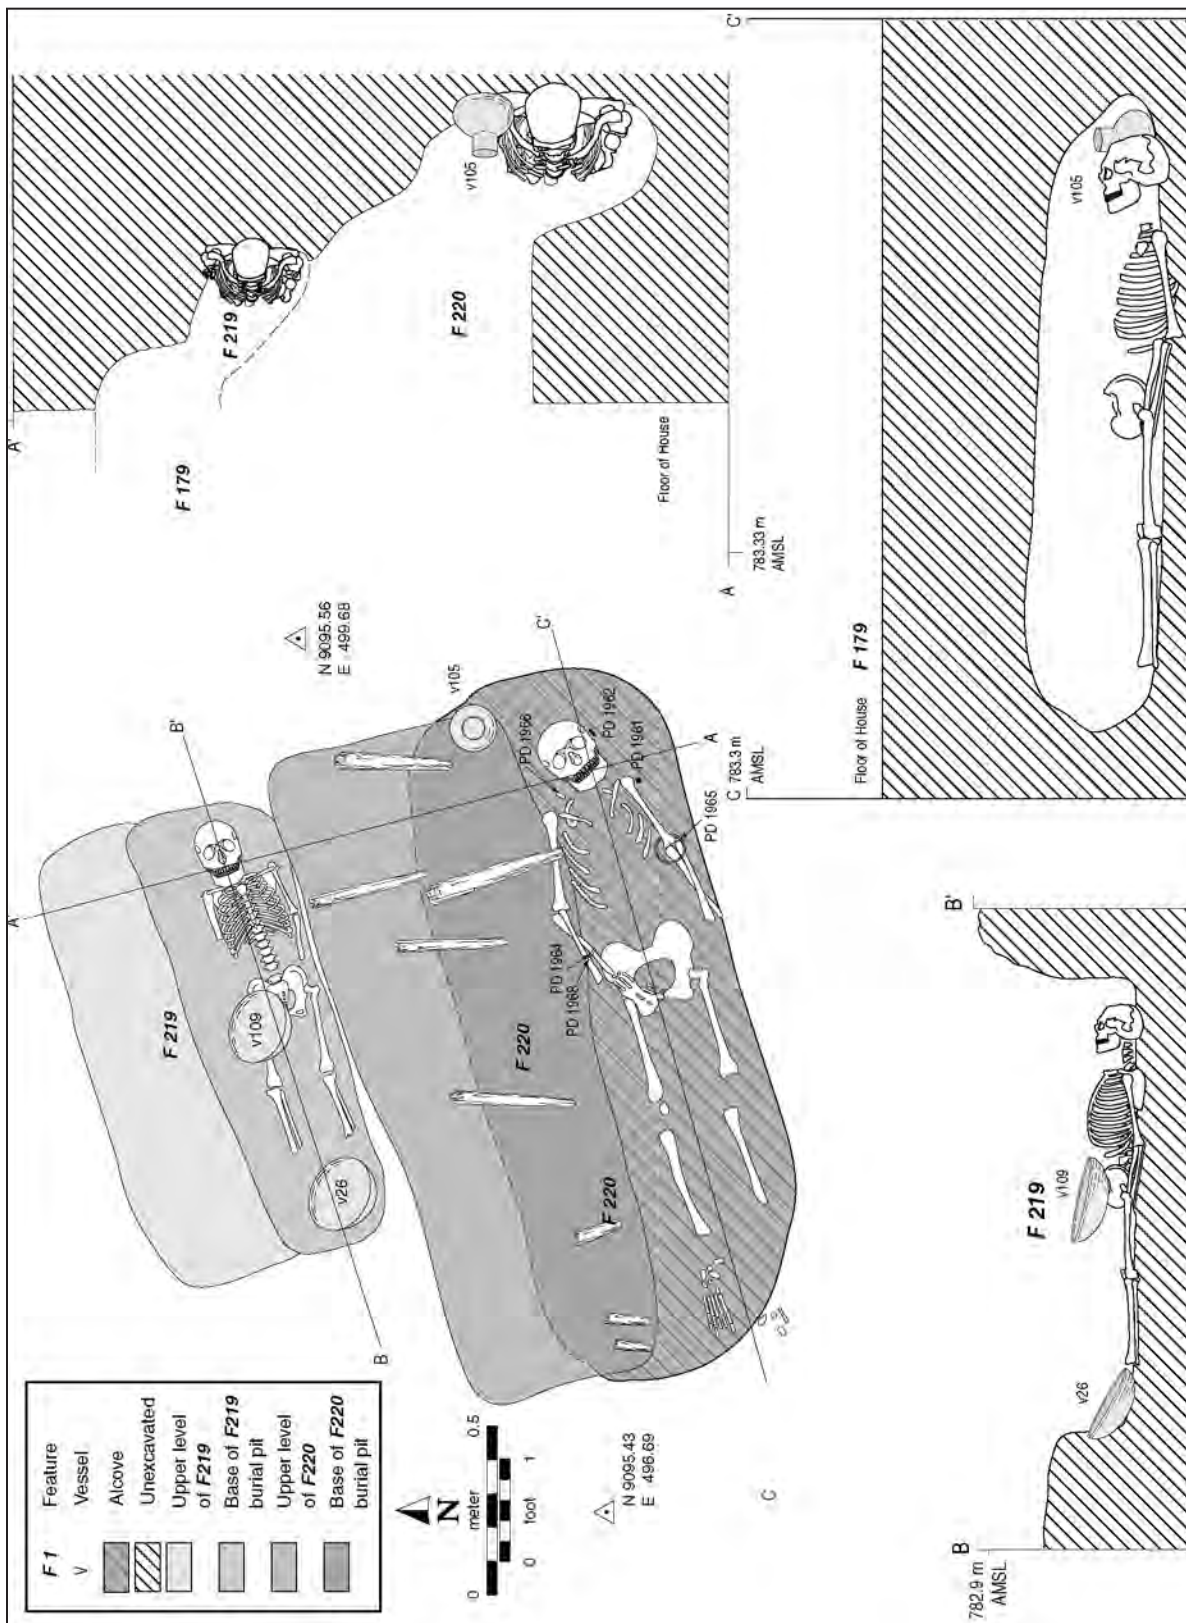 F1 Feature
V Vessel
Alcove
Unexcavated
Upper level
of F219
Base of F219
burial pit
Upper level
of F220
Base of F220
burial pit
N
0 meter 0.5
0 foot 1
N 9095.43
E 496.69
N 9095.56
E 499.68
A'
B'
C'
A
B
C
F 219
v109
v26
F 220
F 220
v105
PD 1966
PD 1962
PD 1981
PD 1965
PD 1964
PD 1968
A'
F 179
F 219
F 220
v105
Floor of House
A
783.33 m
AMSL
B
782.9 m
AMSL
B'
F 219
v109
v26
C
783.3 m
AMSL
C'
Floor of House
F 179
v105